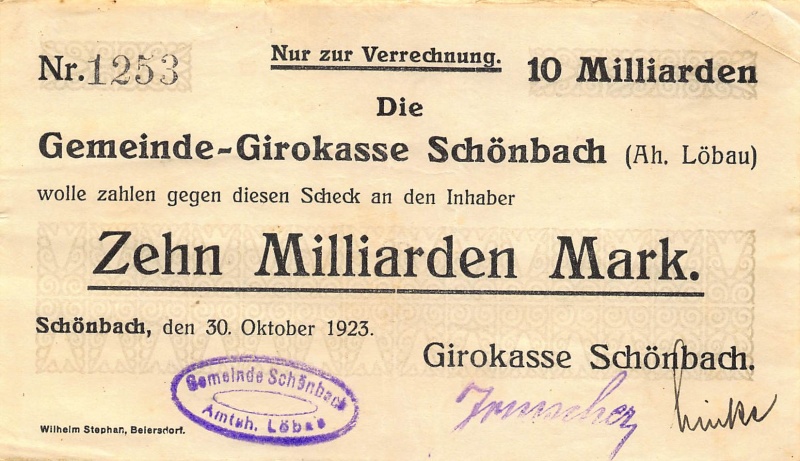 Nr. 1253
Nur zur Verrechnung.
10 Milliarden
Die
Gemeinde-Girokasse Schönbach (Ah. Löbau)
wolle zahlen gegen diesen Scheck an den Inhaber
Zehn Milliarden Mark.
Schönbach, den 30. Oktober 1923.
Girokasse Schönbach.
Gemeinde Schönbach
Amtsh. Löbau
Wilhelm Stephan, Beiersdorf.